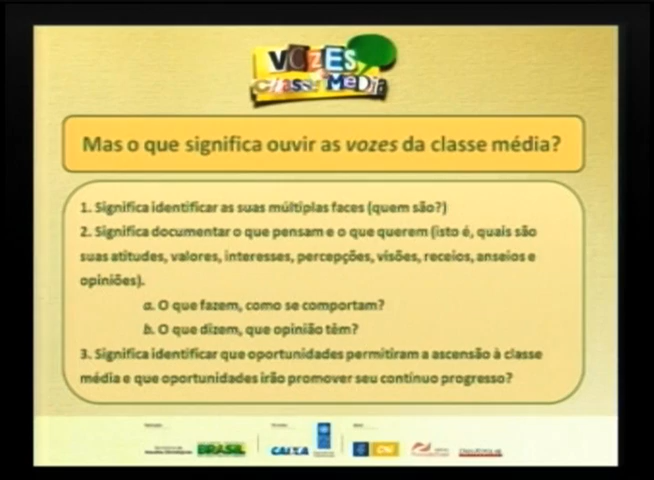 VOZES
CLASSE MéDiA
Mas o que significa ouvir as vozes da classe média?
1. Significa identificar as suas múltiplas faces (quem são?)
2. Significa documentar o que pensam e o que querem (isto é, quais são
suas atitudes, valores, interesses, percepções, visões, receios, anseios e
opiniões).
a. O que fazem, como se comportam?
b. O que dizem, que opinião têm?
3. Significa identificar que oportunidades permitiram a ascensão à classe
média e que oportunidades irão promover seu contínuo progresso?
BRASIL
CAIXA